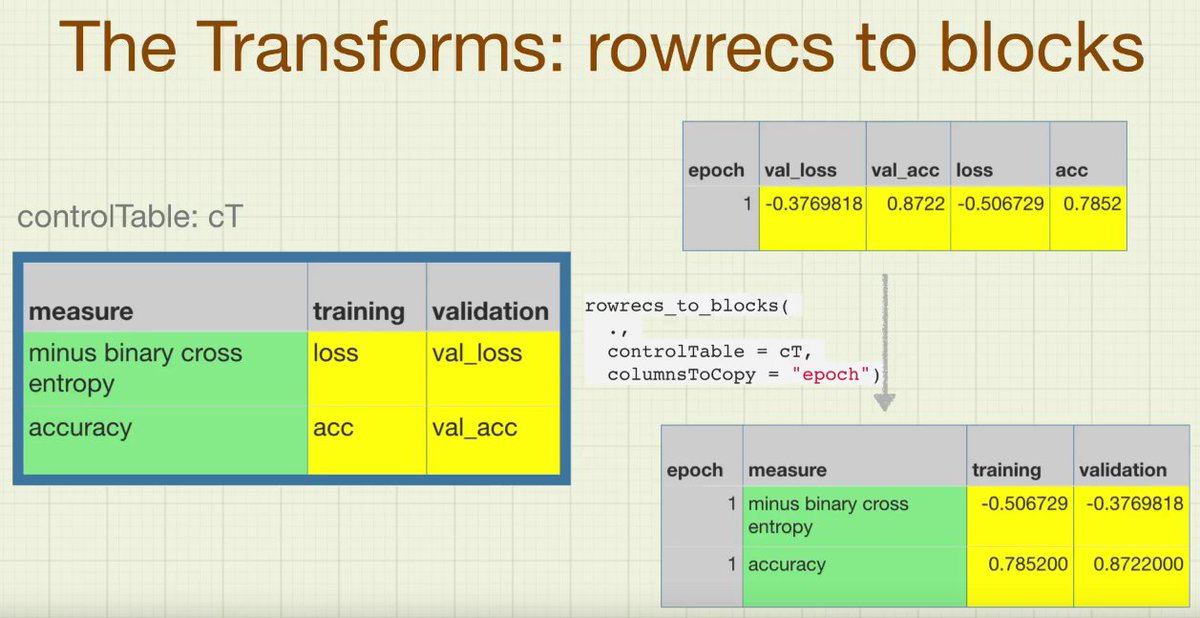 The Transforms: rowrecs to blocks
epoch val_loss val_acc loss acc
1 -0.3769818 0.8722 -0.506729 0.7852
controlTable: cT
measure training validation
minus binary cross loss val_loss
entropy
accuracy acc val_acc
rowrecs_to_blocks(
.,
controlTable = cT,
columnsToCopy = "epoch")
epoch measure training validation
1 minus binary cross -0.506729 -0.3769818
entropy
1 accuracy 0.785200 0.8722000